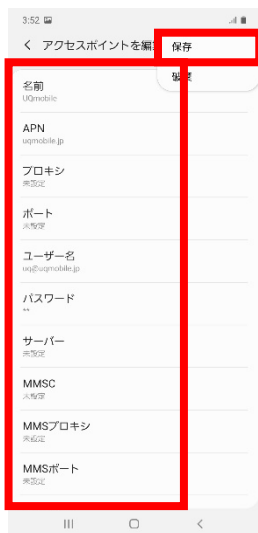 3:52
アクセスポイントを編
保存
破棄
名前
UQmobile
APN
uqmobile.jp
プロキシ
未設定
ポート
未設定
ユーザー名
uq@uqmobile.jp
パスワード
**
サーバー
未設定
MMSC
未設定
MMSプロキシ
未設定
MMSポート
未設定